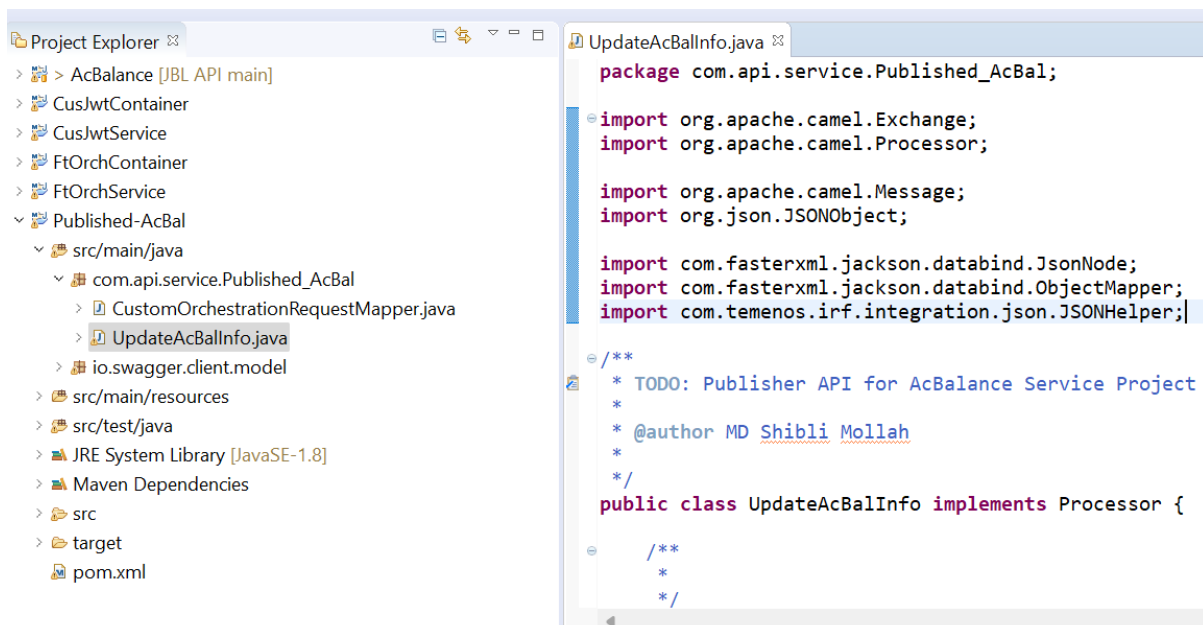 Project Explorer
> AcBalance [JBL API main]
CusJwtContainer
CusJwtService
FtOrchContainer
FtOrchService
Published-AcBal
src/main/java
com.api.service.Published_AcBal
CustomOrchestrationRequestMapper.java
UpdateAcBalInfo.java
io.swagger.client.model
src/main/resources
src/test/java
JRE System Library [JavaSE-1.8]
Maven Dependencies
src
target
pom.xml
UpdateAcBalInfo.java
package com.api.service.Published_AcBal;
import org.apache.camel.Exchange;
import org.apache.camel.Processor;
import org.apache.camel.Message;
import org.json.JSONObject;
import com.fasterxml.jackson.databind.JsonNode;
import com.fasterxml.jackson.databind.ObjectMapper;
import com.temenos.irf.integration.json.JSONHelper;
/**
* TODO: Publisher API for AcBalance Service Project
*
* @author MD Shibli Mollah
*
*/
public class UpdateAcBalInfo implements Processor {
/**
*
*/